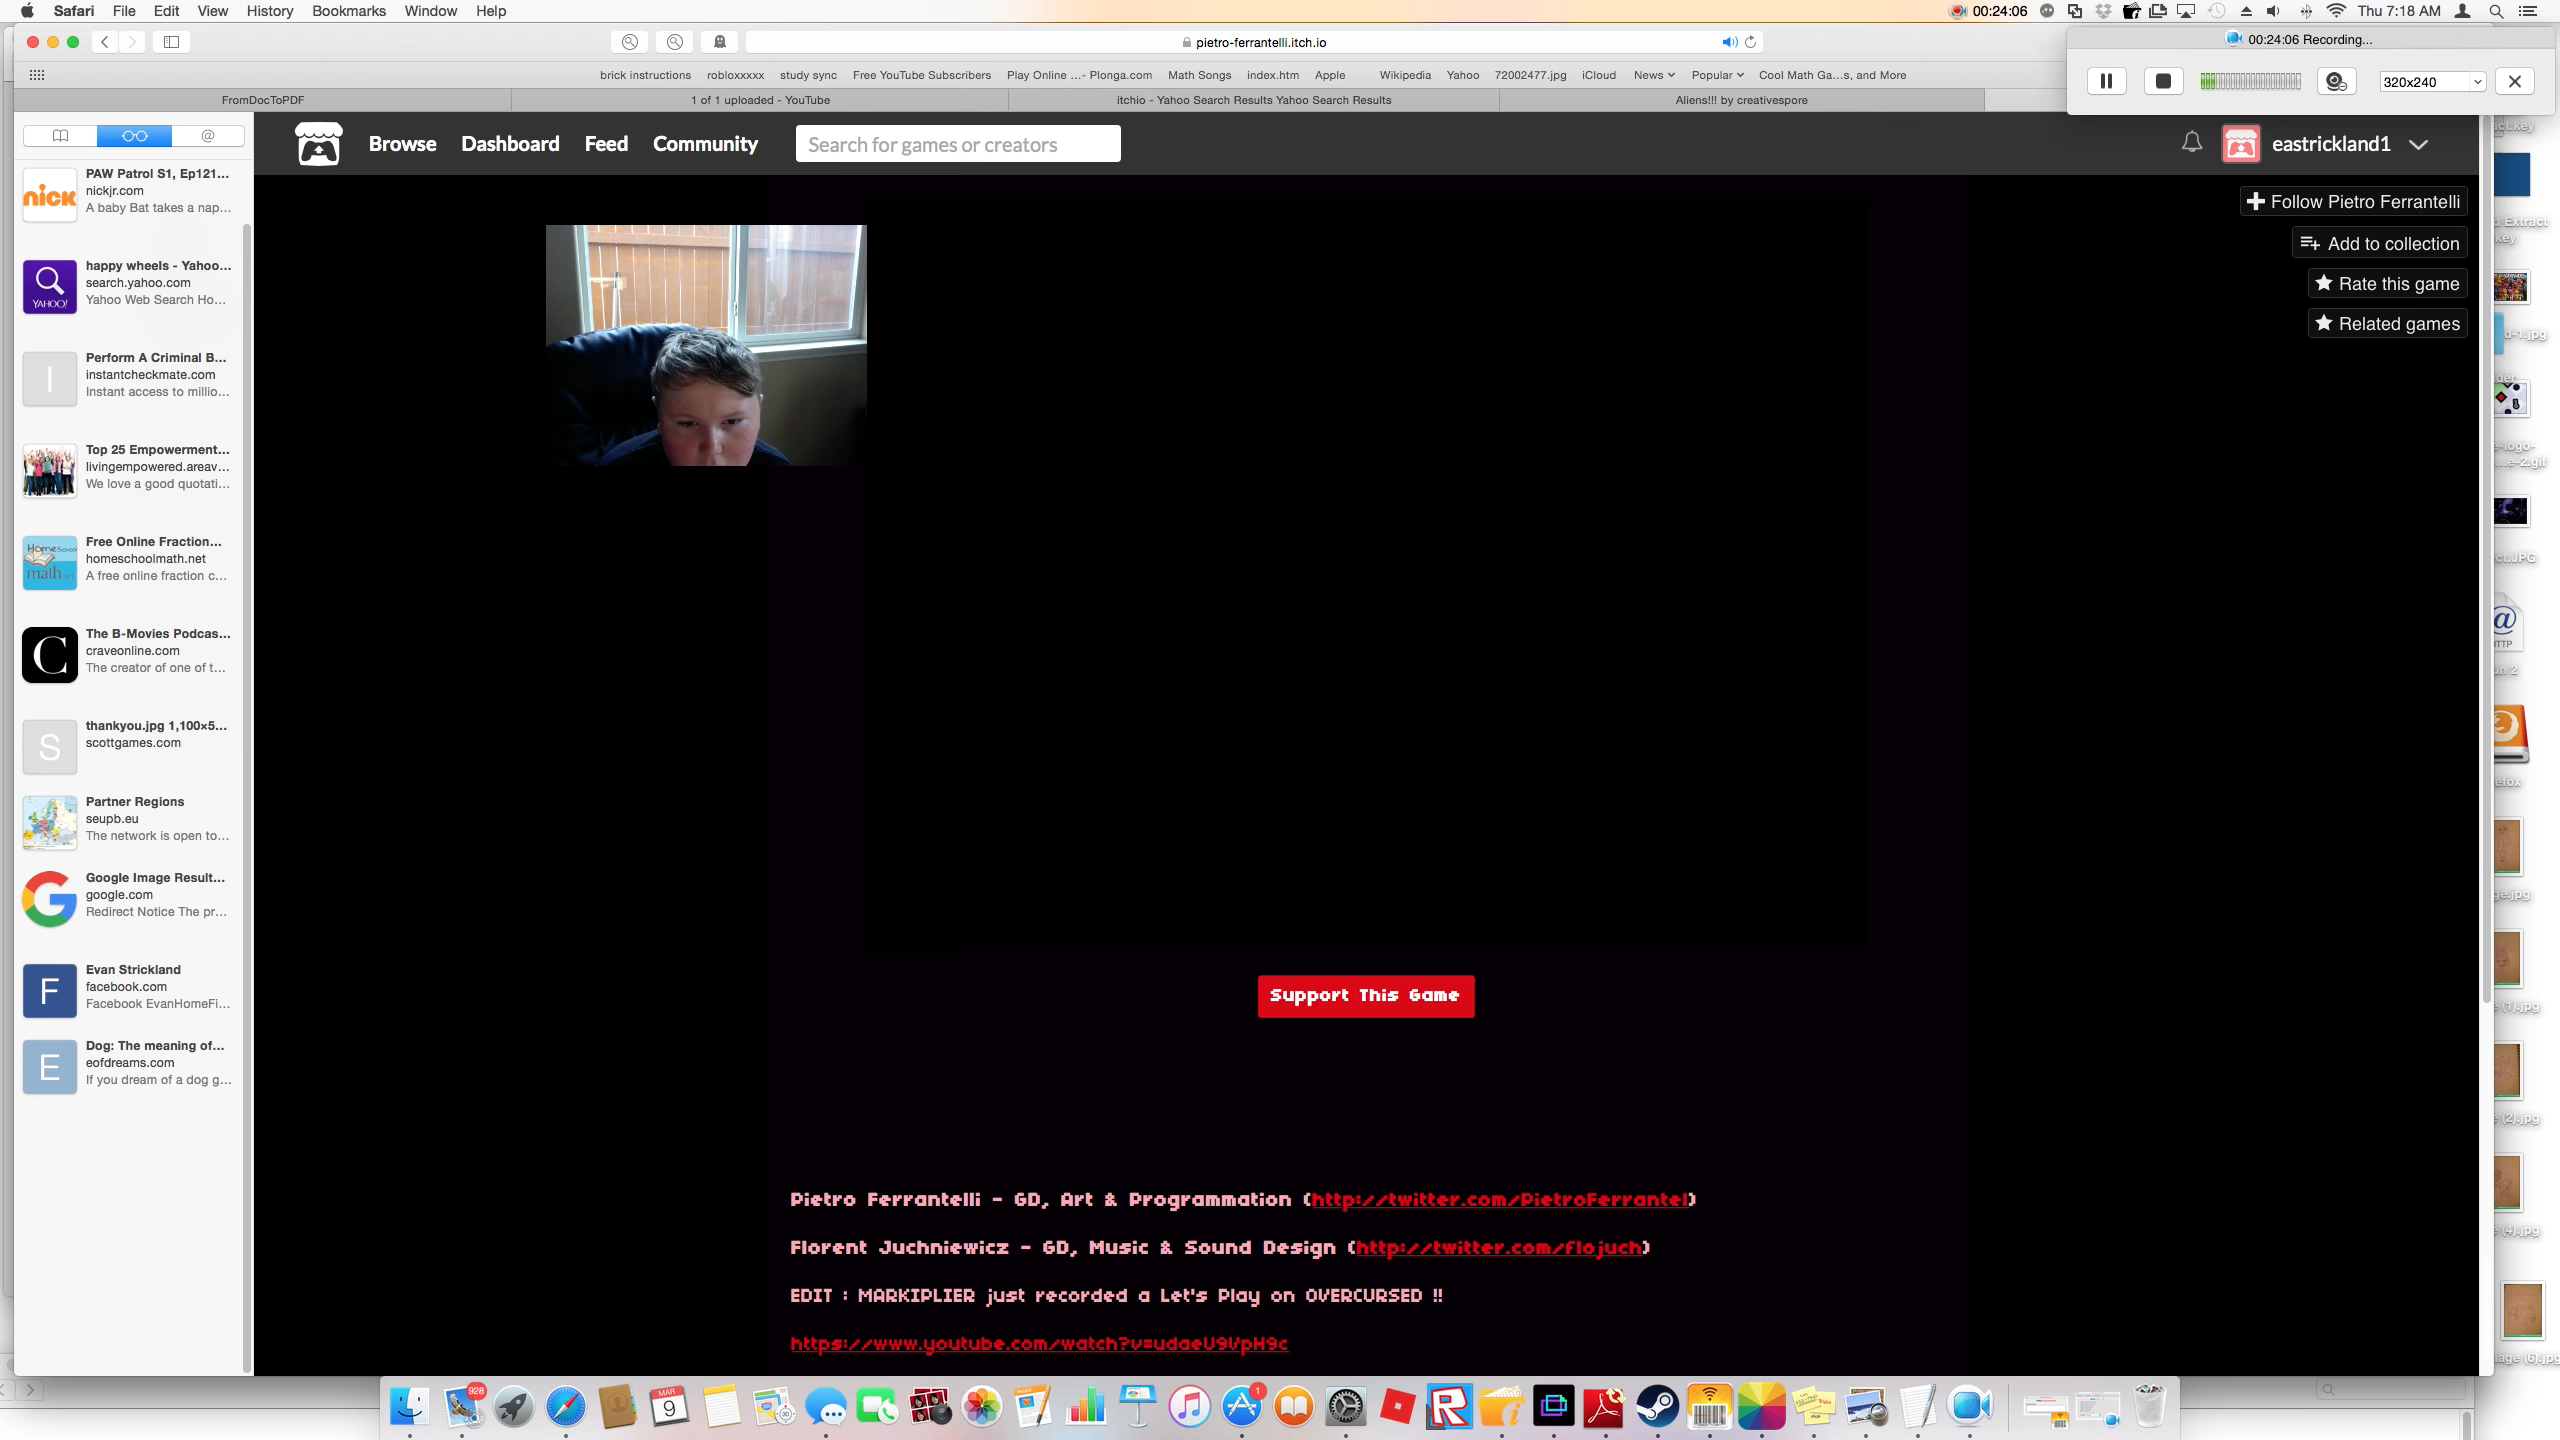 Safari File Edit View History Bookmarks Window Help
00:24:06 Thu 7:18 AM
pietro-ferrantelli.itch.io
00:24:06 Recording...
320x240
brick instructions robloxxxxx study sync Free YouTube Subscribers Play Online ...- Plonga.com Math Songs index.htm Apple Wikipedia Yahoo 72002477.jpg iCloud News Popular Cool Math Ga...s, and More
FromDocToPDF 1 of 1 uploaded - YouTube itchio - Yahoo Search Results Yahoo Search Results Aliens!!! by creativespore
Browse Dashboard Feed Community Search for games or creators eastrickland1
Follow Pietro Ferrantelli
Add to collection
Rate this game
Related games
nick
PAW Patrol S1, Ep121...
nickjr.com
A baby Bat takes a nap...
YAHOO!
happy wheels - Yahoo...
search.yahoo.com
Yahoo Web Search Ho...
I
Perform A Criminal B...
instantcheckmate.com
Instant access to millio...
Top 25 Empowerment...
livingempowered.areav...
We love a good quotati...
Free Online Fraction...
homeschoolmath.net
A free online fraction c...
C
The B-Movies Podcas...
craveonline.com
The creator of one of t...
S
thankyou.jpg 1,100×5...
scottgames.com
Partner Regions
seupb.eu
The network is open to...
Google Image Result...
google.com
Redirect Notice The pr...
F
Evan Strickland
facebook.com
Facebook EvanHomeFi...
E
Dog: The meaning of...
eofdreams.com
If you dream of a dog g...
Support This Game
Pietro Ferrantelli - GD, Art & Programmation (http://twitter.com/PietroFerrantel)
Florent Juchniewicz - GD, Music & Sound Design (http://twitter.com/flojuch)
EDIT : MARKIPLIER just recorded a Let's Play on OVERCURSED !!
https://www.youtube.com/watch?v=udaeU9VpH9c
928
MAR
9
1